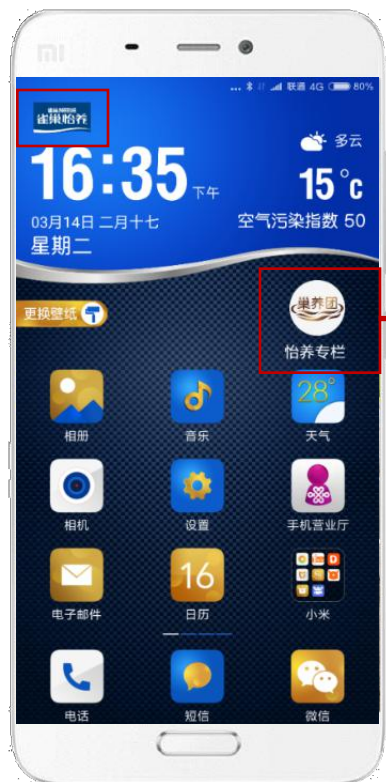 mi
... 联通 4G 80%
雀巢怡养
16:35 下午
多云
15°c
03月14日 二月十七
空气污染指数 50
星期二
更换壁纸
巢养团
怡养专栏
28°
相册
音乐
天气
相机
设置
手机营业厅
16
电子邮件
日历
小米
电话
短信
微信